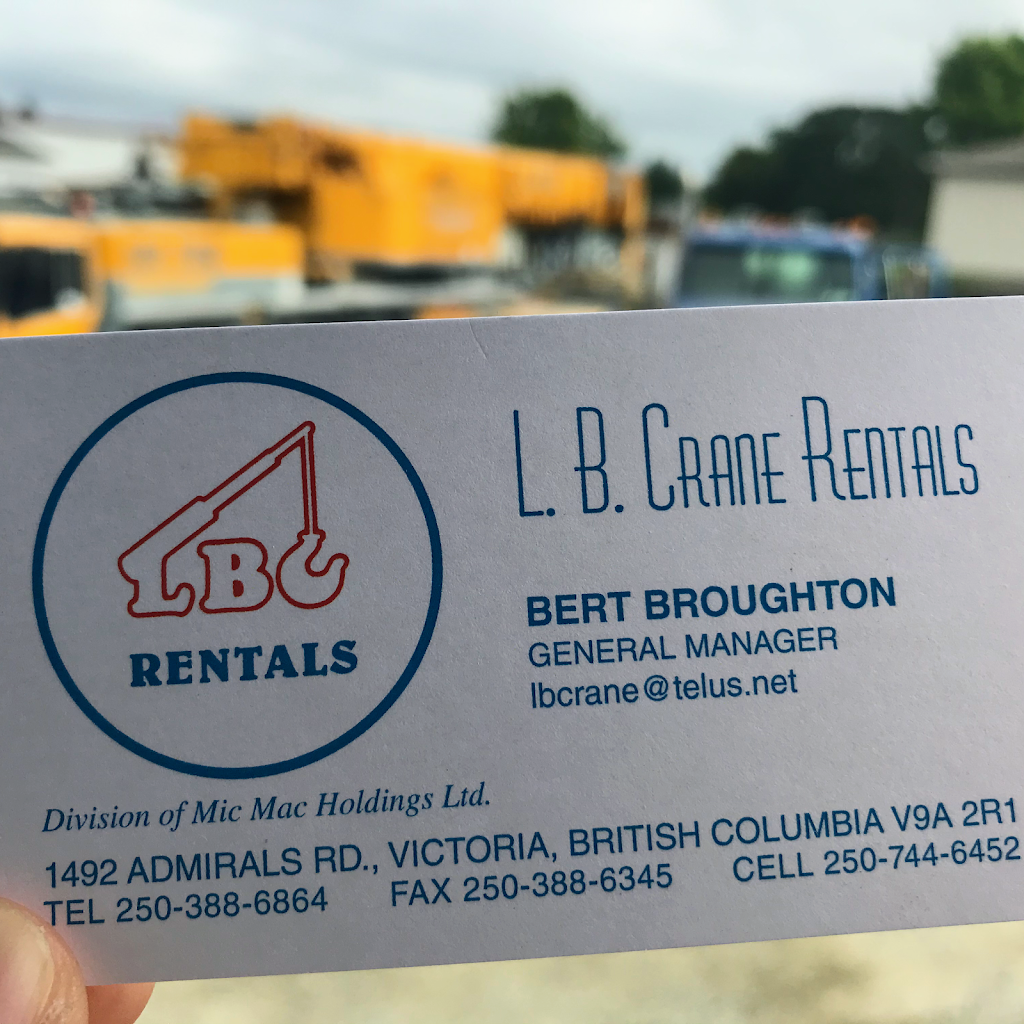 LBC
RENTALS
L. B. CRANE RENTALS
BERT BROUGHTON
GENERAL MANAGER
lbcrane@telus.net
Division of Mic Mac Holdings Ltd.
1492 ADMIRALS RD., VICTORIA, BRITISH COLUMBIA V9A 2R1
TEL 250-388-6864 FAX 250-388-6345 CELL 250-744-6452